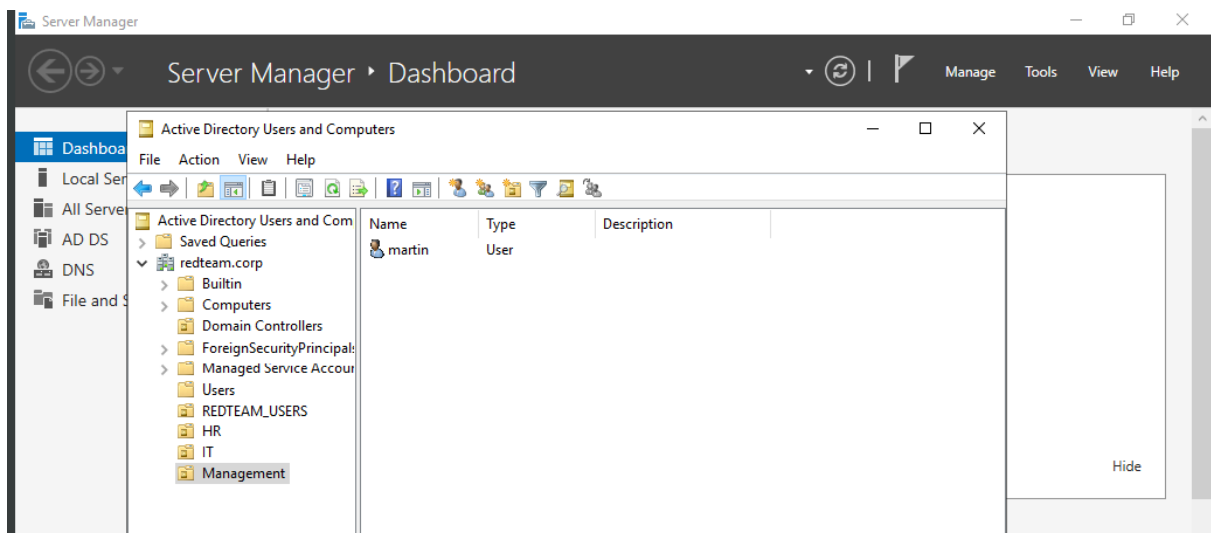 Server Manager
Server Manager ‣ Dashboard
Manage Tools View Help
Active Directory Users and Computers
File Action View Help
Dashboa
Local Ser
All Server
AD DS
DNS
File and S
Active Directory Users and Com
Saved Queries
redteam.corp
Builtin
Computers
Domain Controllers
ForeignSecurityPrincipals
Managed Service Accour
Users
REDTEAM_USERS
HR
IT
Management
Name Type Description
martin User
Hide